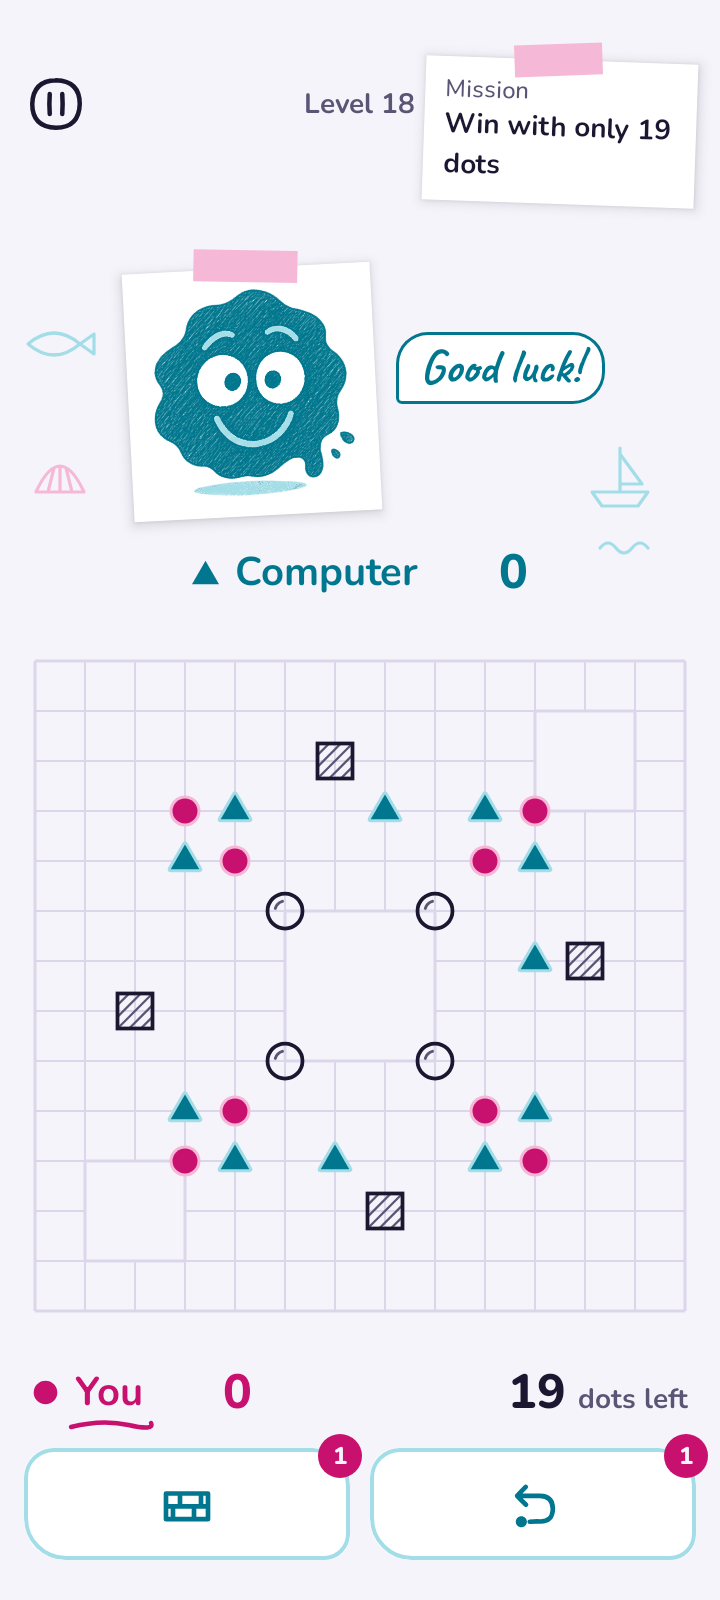 Level 18
Mission
Win with only 19
dots
Good luck!
Computer 0
You 0 19 dots left
1 1